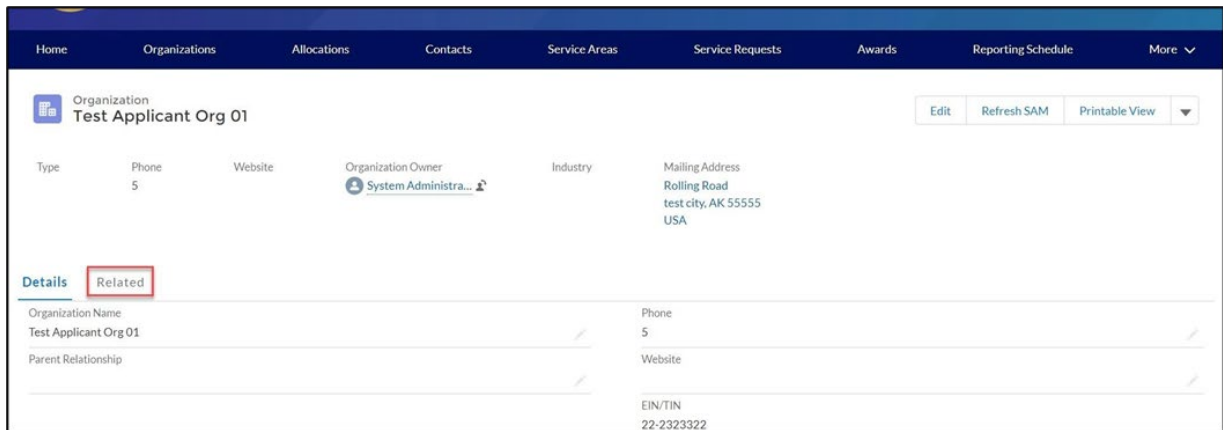 Home Organizations Allocations Contacts Service Areas Service Requests Awards Reporting Schedule More
Organization
Test Applicant Org 01
Edit Refresh SAM Printable View
Type Phone Website Organization Owner Industry Mailing Address
5 System Administra... Rolling Road
test city, AK 55555
USA
Details Related
Organization Name Phone
Test Applicant Org 01 5
Parent Relationship Website
EIN/TIN
22-2323322